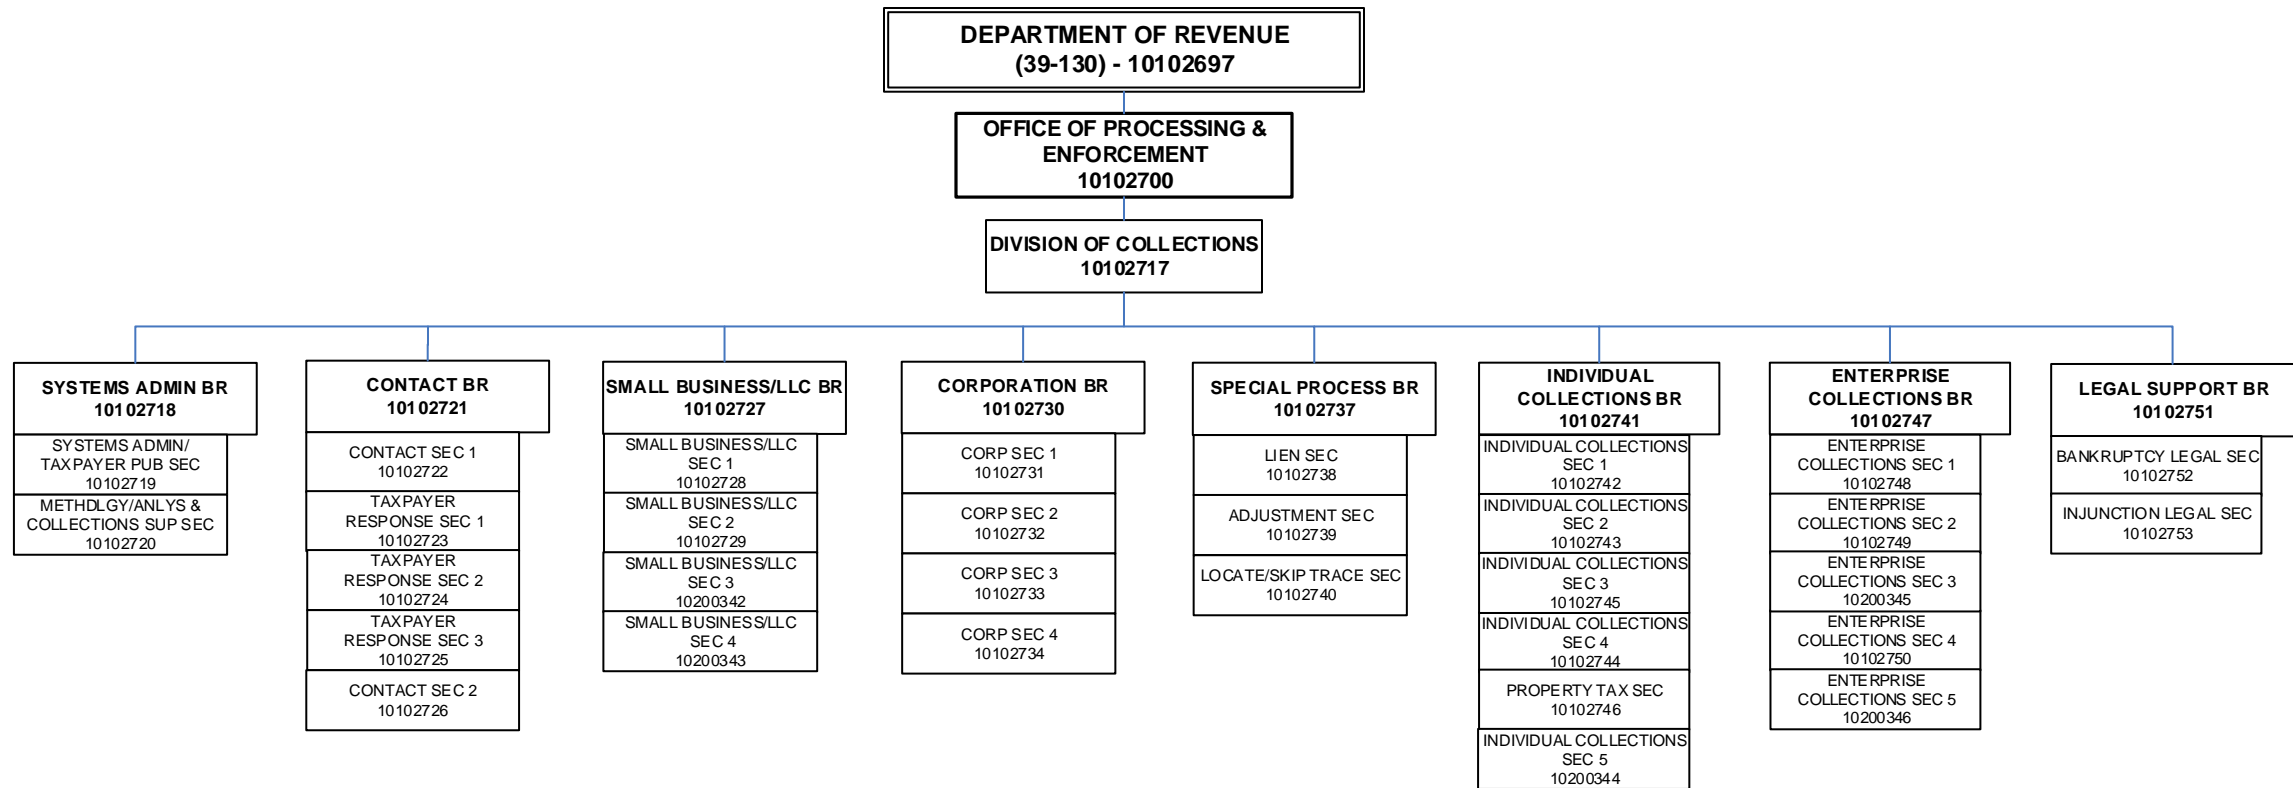 DEPARTMENT OF REVENUE
(39-130) - 10102697
OFFICE OF PROCESSING &
ENFORCEMENT
10102700
DIVISION OF COLLECTIONS
10102717
SYSTEMS ADMIN BR
10102718
SYSTEMS ADMIN/
TAXPAYER PUB SEC
10102719
METHDLGY/ANLYS &
COLLECTIONS SUP SEC
10102720
CONTACT BR
10102721
CONTACT SEC 1
10102722
TAXPAYER
RESPONSE SEC 1
10102723
TAXPAYER
RESPONSE SEC 2
10102724
TAXPAYER
RESPONSE SEC 3
10102725
CONTACT SEC 2
10102726
SMALL BUSINESS/LLC BR
10102727
SMALL BUSINESS/LLC
SEC 1
10102728
SMALL BUSINESS/LLC
SEC 2
10102729
SMALL BUSINESS/LLC
SEC 3
10200342
SMALL BUSINESS/LLC
SEC 4
10200343
CORPORATION BR
10102730
CORP SEC 1
10102731
CORP SEC 2
10102732
CORP SEC 3
10102733
CORP SEC 4
10102734
SPECIAL PROCESS BR
10102737
LIEN SEC
10102738
ADJUSTMENT SEC
10102739
LOCATE/SKIP TRACE SEC
10102740
INDIVIDUAL
COLLECTIONS BR
10102741
INDIVIDUAL COLLECTIONS
SEC 1
10102742
INDIVIDUAL COLLECTIONS
SEC 2
10102743
INDIVIDUAL COLLECTIONS
SEC 3
10102745
INDIVIDUAL COLLECTIONS
SEC 4
10102744
PROPERTY TAX SEC
10102746
INDIVIDUAL COLLECTIONS
SEC 5
10200344
ENTERPRISE
COLLECTIONS BR
10102747
ENTERPRISE
COLLECTIONS SEC 1
10102748
ENTERPRISE
COLLECTIONS SEC 2
10102749
ENTERPRISE
COLLECTIONS SEC 3
10200345
ENTERPRISE
COLLECTIONS SEC 4
10102750
ENTERPRISE
COLLECTIONS SEC 5
10200346
LEGAL SUPPORT BR
10102751
BANKRUPTCY LEGAL SEC
10102752
INJUNCTION LEGAL SEC
10102753